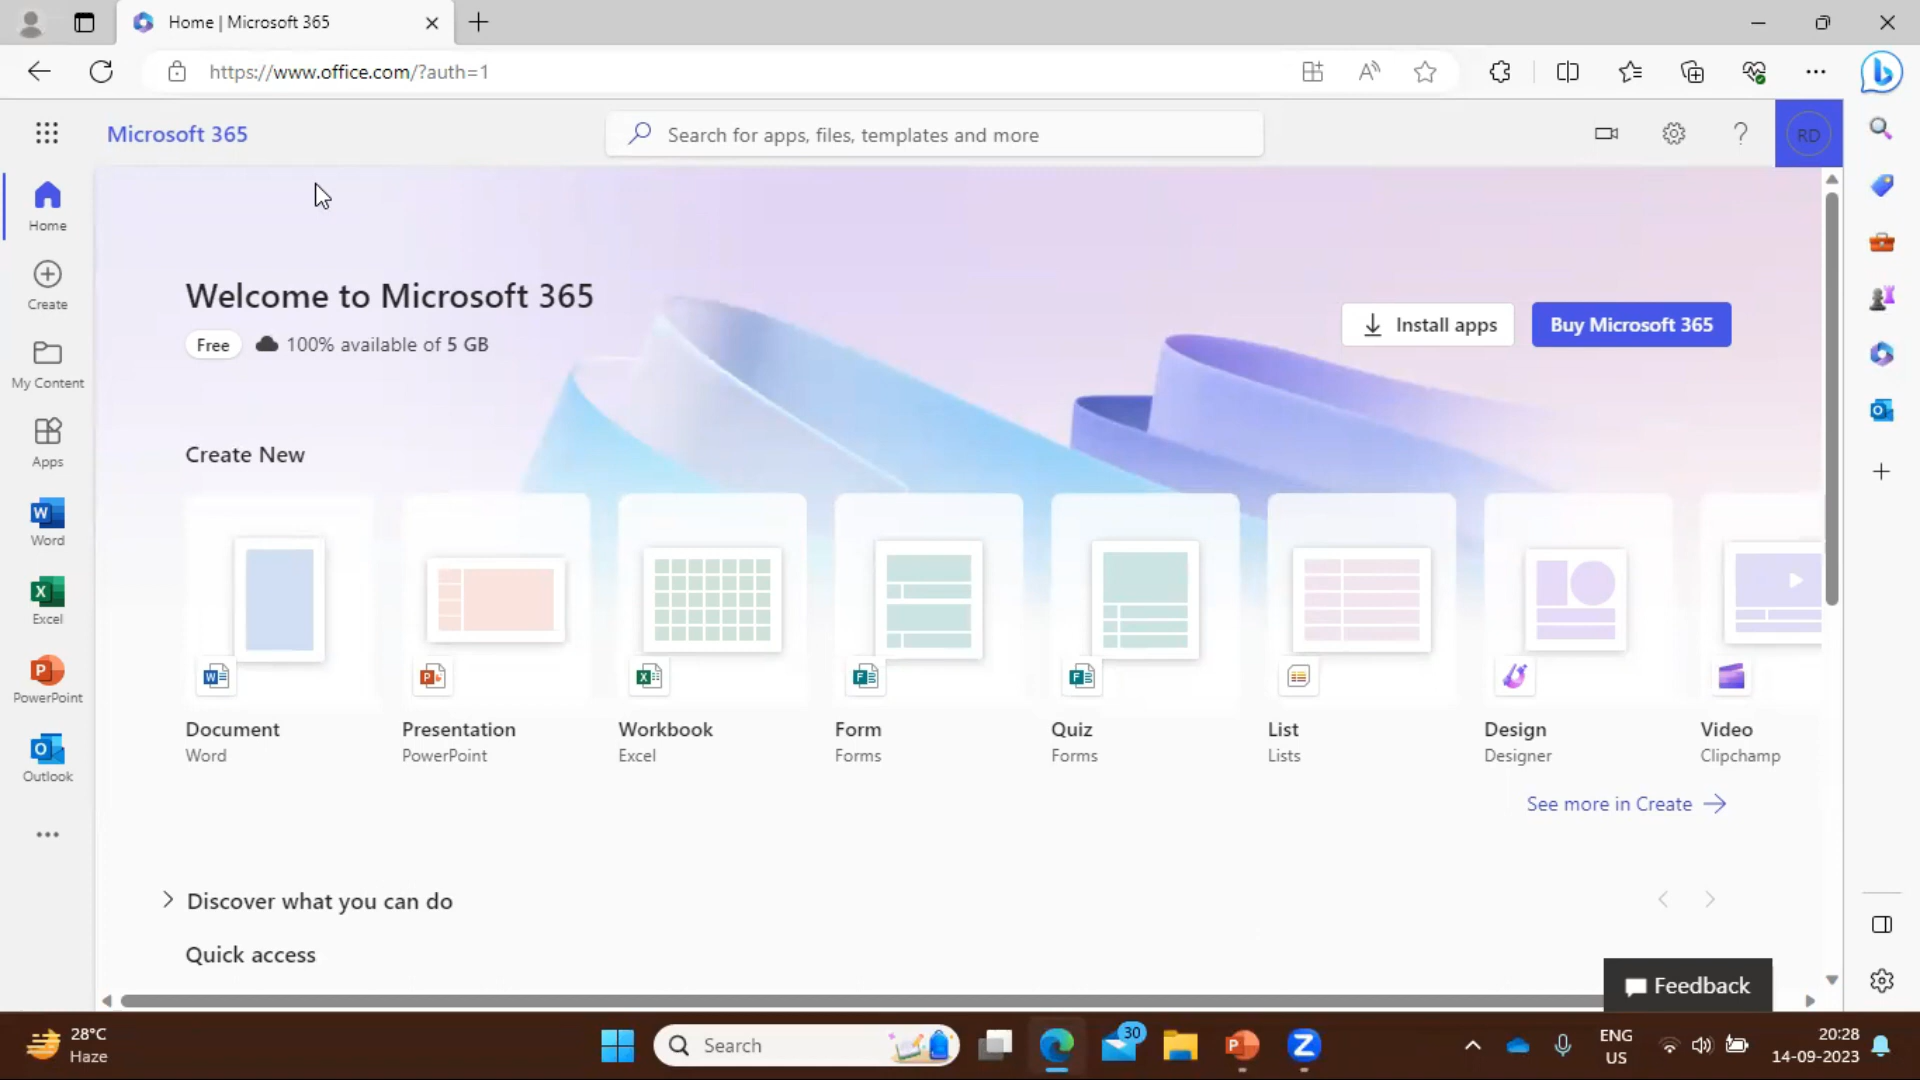 Home | Microsoft 365
https://www.office.com/?auth=1
Microsoft 365
Search for apps, files, templates and more
RD
Home
Create
My Content
Apps
Word
Excel
PowerPoint
Outlook
Welcome to Microsoft 365
Free
100% available of 5 GB
Install apps
Buy Microsoft 365
Create New
Document
Word
Presentation
PowerPoint
Workbook
Excel
Form
Forms
Quiz
Forms
List
Lists
Design
Designer
Video
Clipchamp
See more in Create
Discover what you can do
Quick access
Feedback
28°C
Haze
Search
30
ENG
US
20:28
14-09-2023